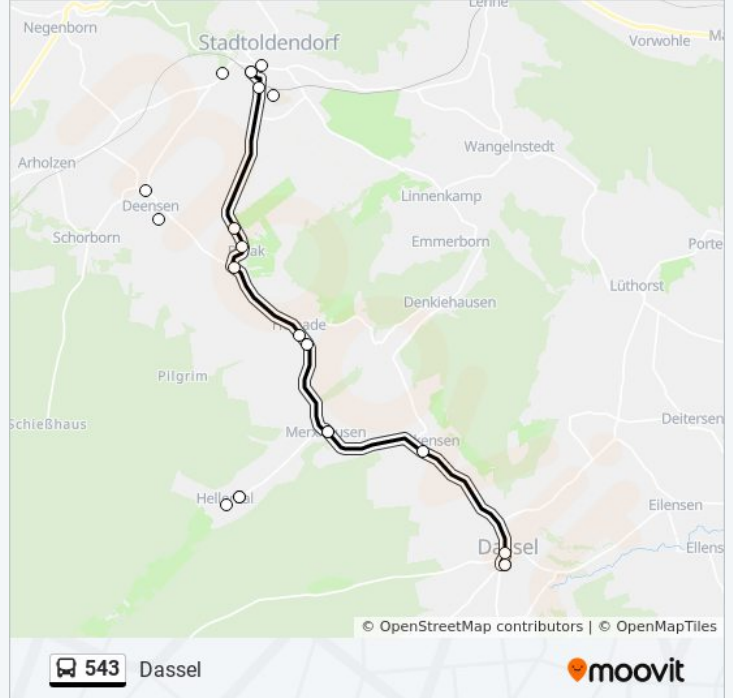 Negenborn
Lenne
Stadtoldendorf
Vorwohle
Wangelnstedt
Arholzen
Linnenkamp
Deensen
Schorborn
Emmerborn
Porte
Lüthorst
Denkiehausen
Pilgrim
Schießhaus
Deitersen
Eilensen
Dassel
Ellens
© OpenStreetMap contributors | © OpenMapTiles
543 Dassel
moovit